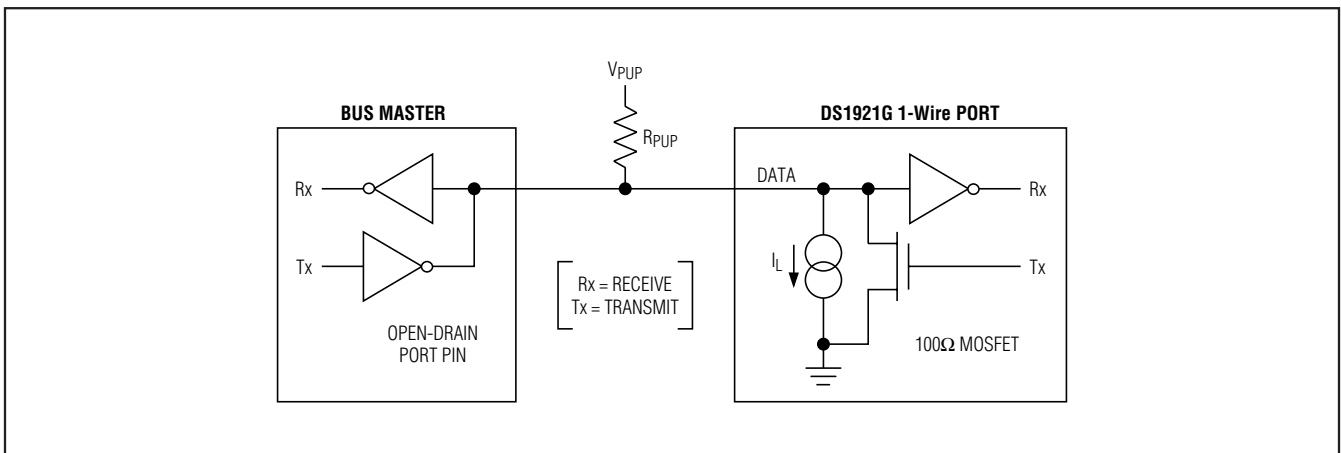 VPUP
BUS MASTER
DS1921G 1-Wire PORT
RPUP
Rx
DATA
Rx
Tx
IL
Tx
Rx = RECEIVE
Tx = TRANSMIT
OPEN-DRAIN
PORT PIN
100Ω MOSFET